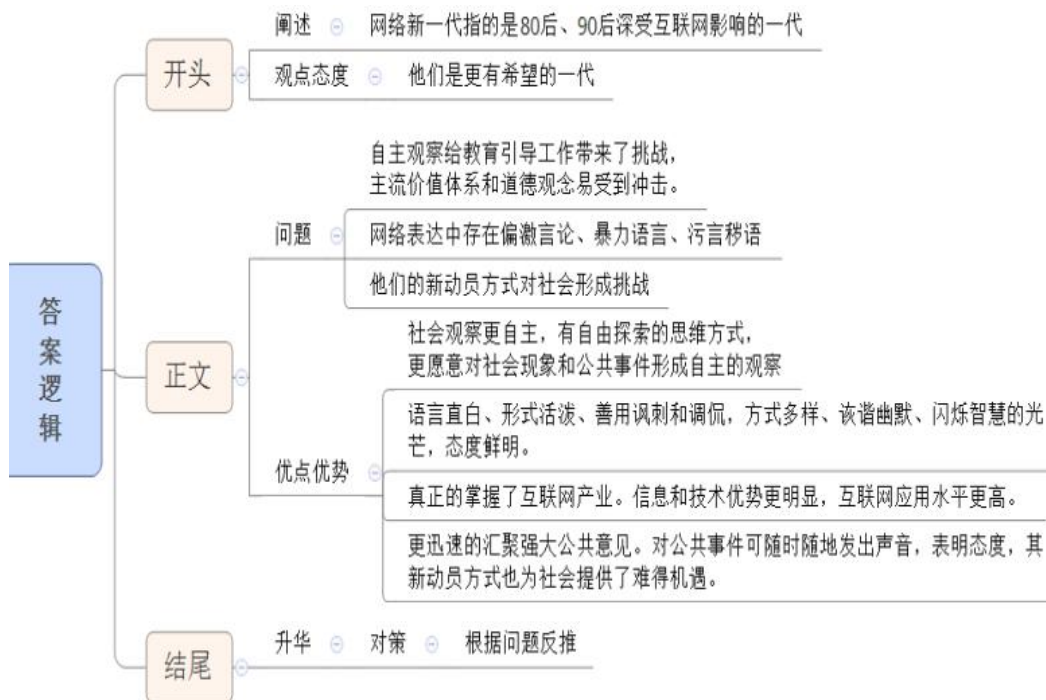 答案逻辑
开头
阐述
网络新一代指的是80后、90后深受互联网影响的一代
观点态度
他们是更有希望的一代
正文
问题
自主观察给教育引导工作带来了挑战，
主流价值体系和道德观念易受到冲击。
网络表达中存在偏激言论、暴力语言、污言秽语
他们的新动员方式对社会形成挑战
优点优势
社会观察更自主，有自由探索的思维方式，
更愿意对社会现象和公共事件形成自主的观察
语言直白、形式活泼、善用讽刺和调侃，方式多样、诙谐幽默、闪烁智慧的光
芒，态度鲜明。
真正的掌握了互联网产业。信息和技术优势更明显，互联网应用水平更高。
更迅速的汇聚强大公共意见。对公共事件可随时随地发出声音，表明态度，其
新动员方式也为社会提供了难得机遇。
结尾
升华
对策
根据问题反推